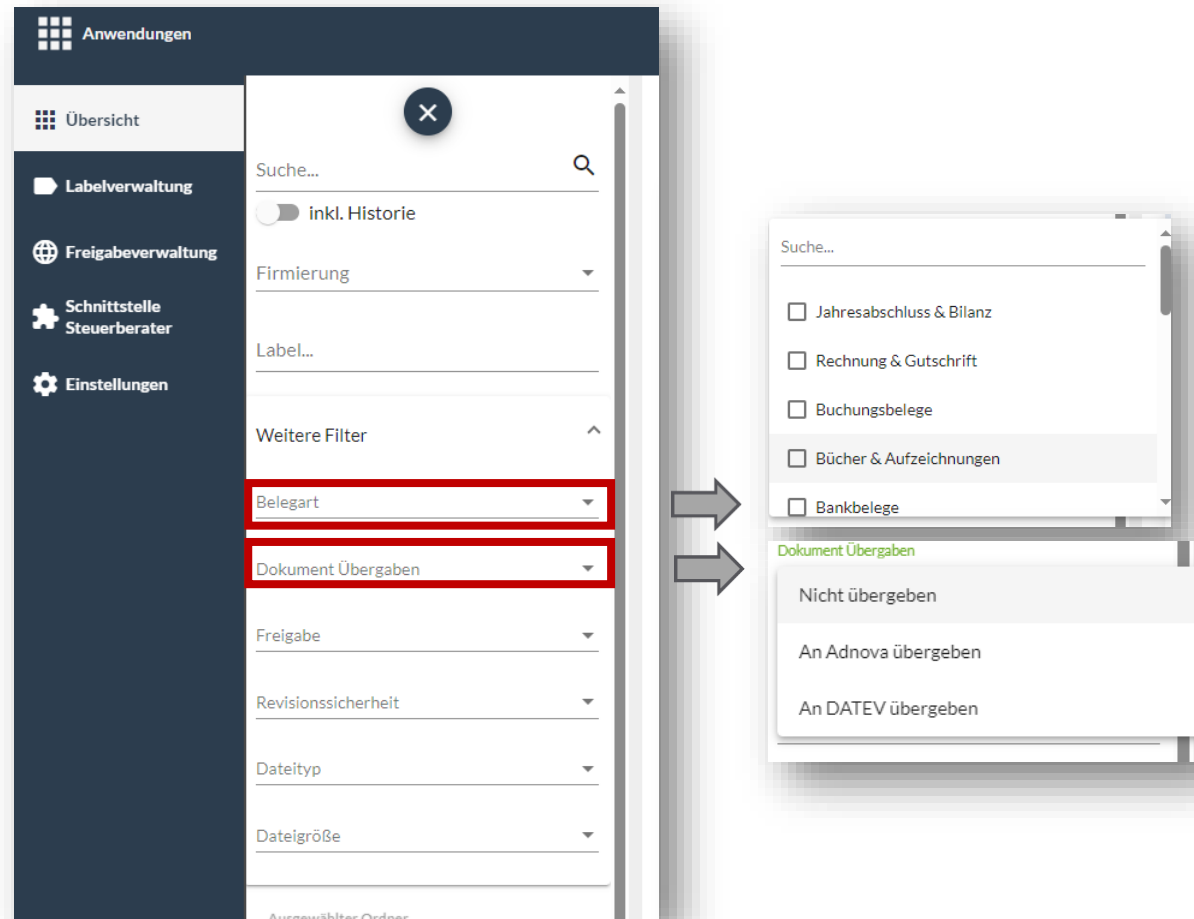 Anwendungen
Übersicht
Labelverwaltung
Freigabeverwaltung
Schnittstelle
Steuerberater
Einstellungen
Suche...
inkl. Historie
Firmierung
Label...
Weitere Filter
Belegart
Dokument Übergaben
Freigabe
Revisionssicherheit
Dateityp
Dateigröße
Ausgewählter Ordner
Suche...
Jahresabschluss & Bilanz
Rechnung & Gutschrift
Buchungsbelege
Bücher & Aufzeichnungen
Bankbelege
Dokument Übergaben
Nicht übergeben
An Adnova übergeben
An DATEV übergeben